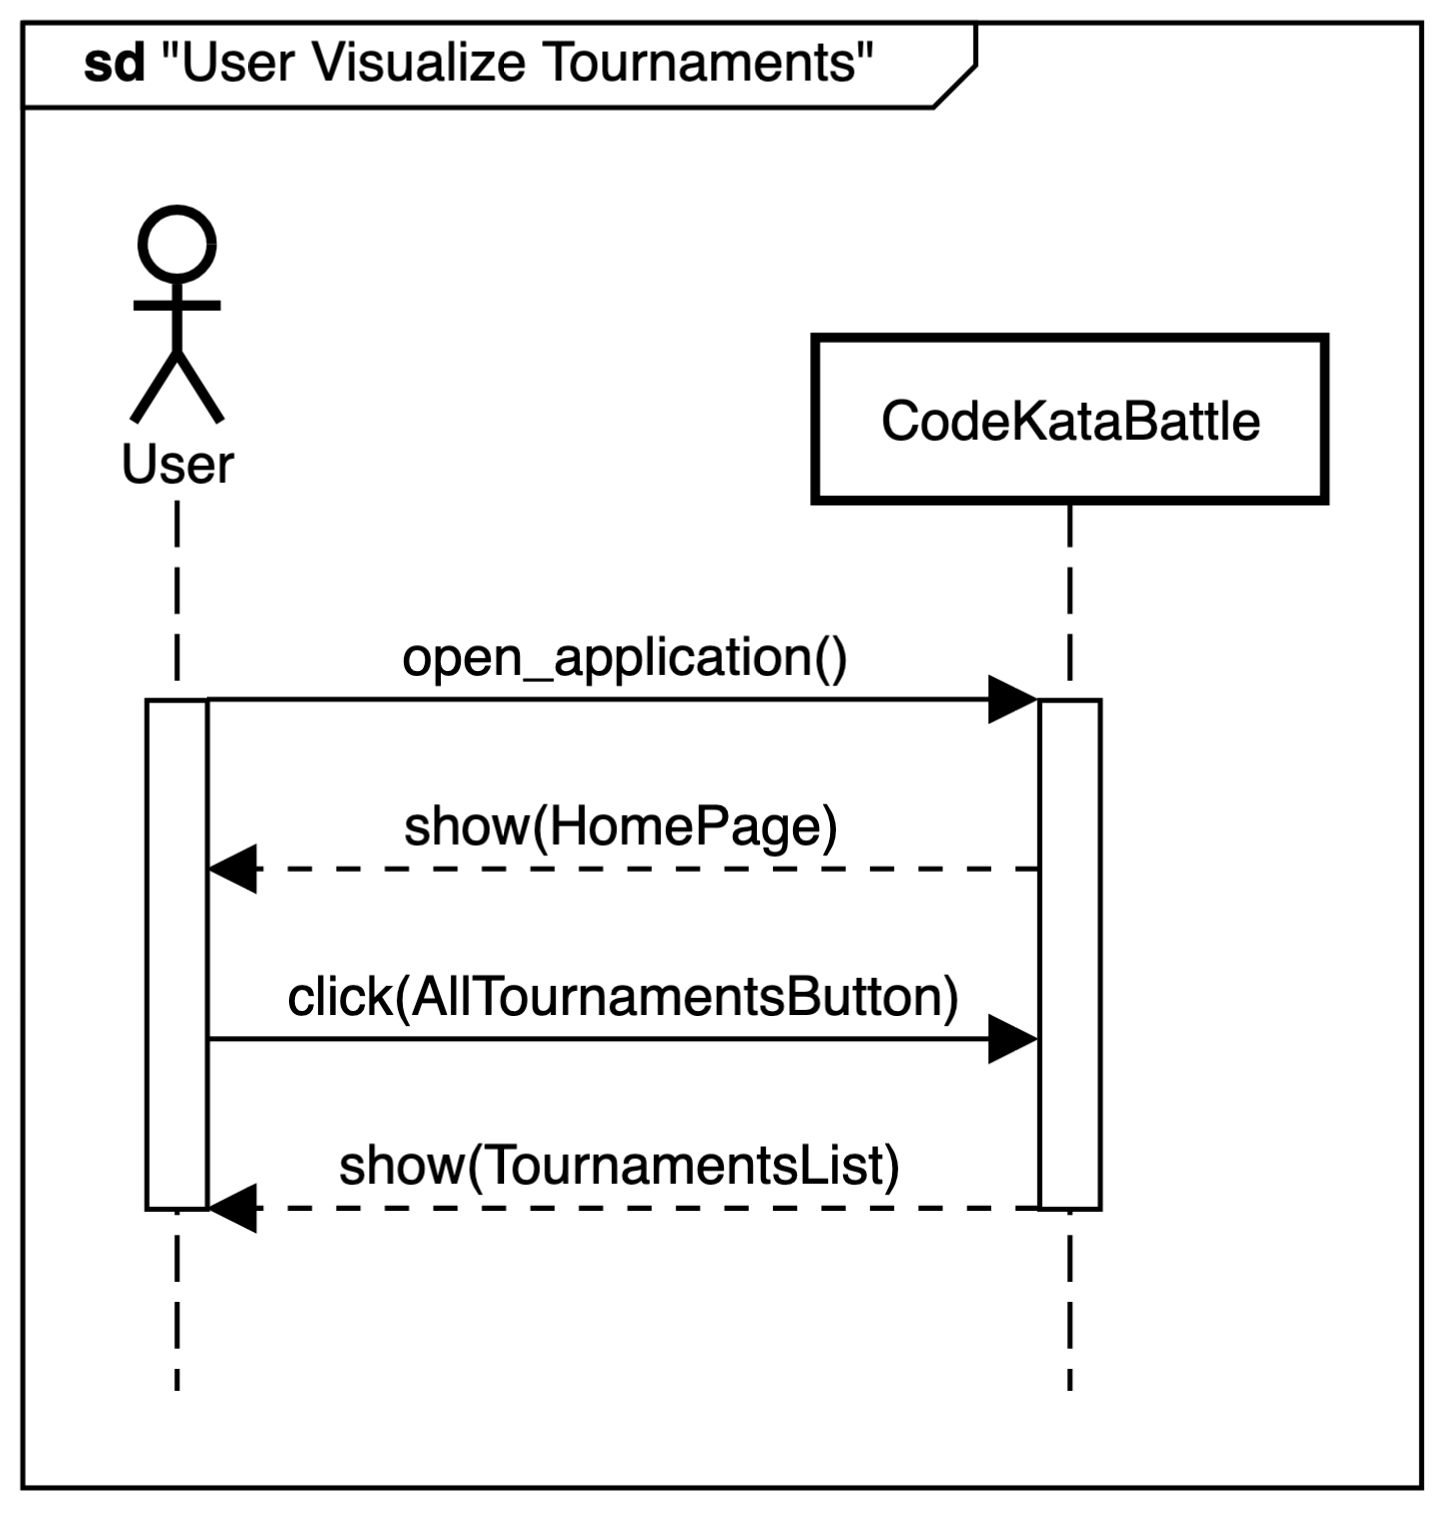 sd "User Visualize Tournaments"
User
CodeKataBattle
open_application()
show(HomePage)
click(AllTournamentsButton)
show(TournamentsList)